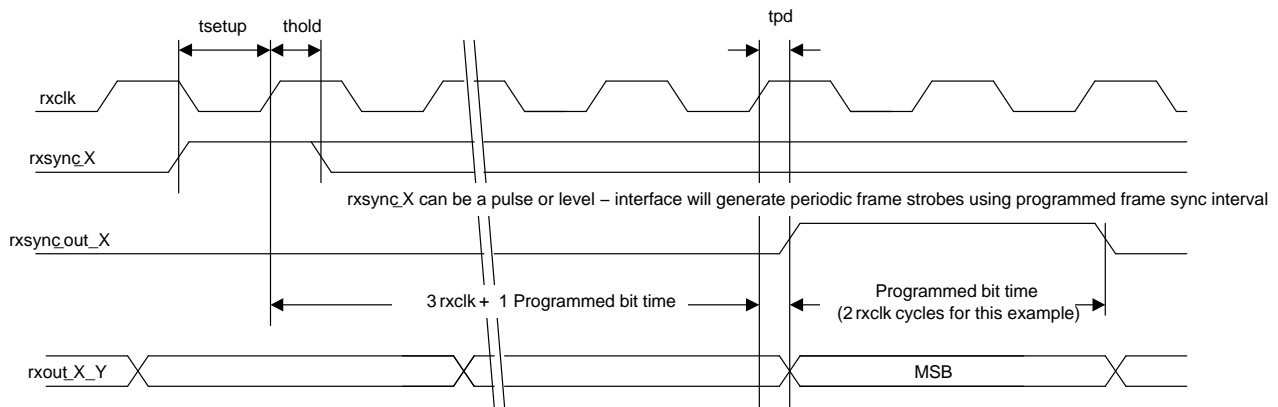 tsetup thold tpd
rxclk
rxsync_X
rxsync_X can be a pulse or level – interface will generate periodic frame strobes using programmed frame sync interval
rxsync_out_X
3 rxclk + 1 Programmed bit time
Programmed bit time
(2 rxclk cycles for this example)
rxout_X_Y
MSB